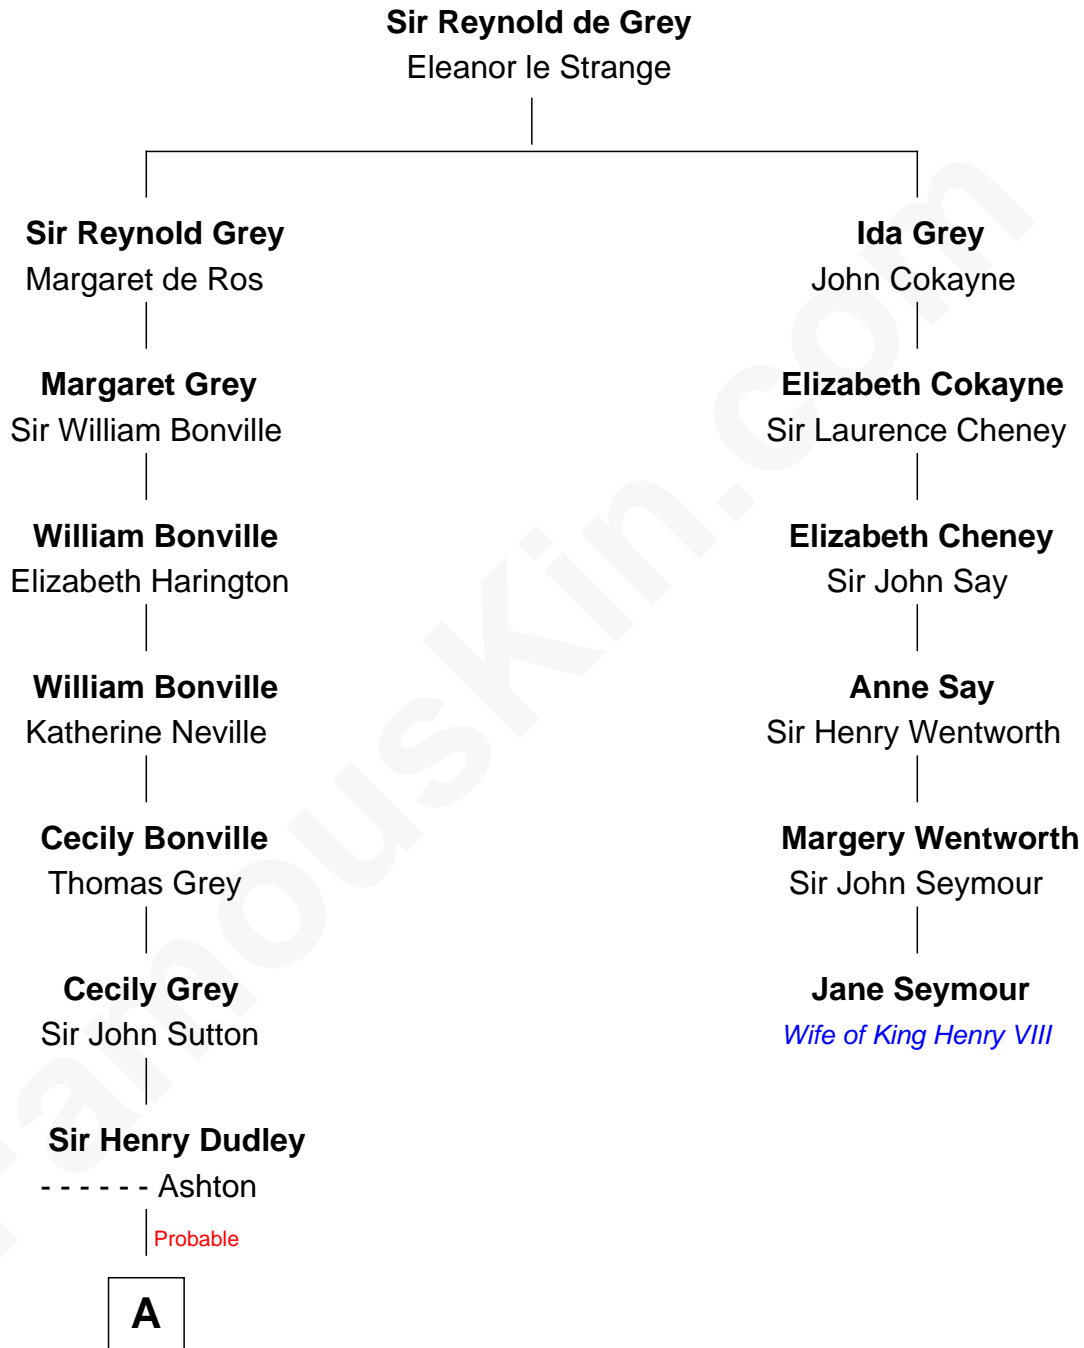 Sir Reynold de Grey
Eleanor le Strange
Sir Reynold Grey
Margaret de Ros
Ida Grey
John Cokayne
Margaret Grey
Sir William Bonville
Elizabeth Cokayne
Sir Laurence Cheney
William Bonville
Elizabeth Harington
Elizabeth Cheney
Sir John Say
William Bonville
Katherine Neville
Anne Say
Sir Henry Wentworth
Cecily Bonville
Thomas Grey
Margery Wentworth
Sir John Seymour
Cecily Grey
Sir John Sutton
Jane Seymour
Wife of King Henry VIII
Sir Henry Dudley
- - - - - - Ashton
Probable
A
FamousKin.com